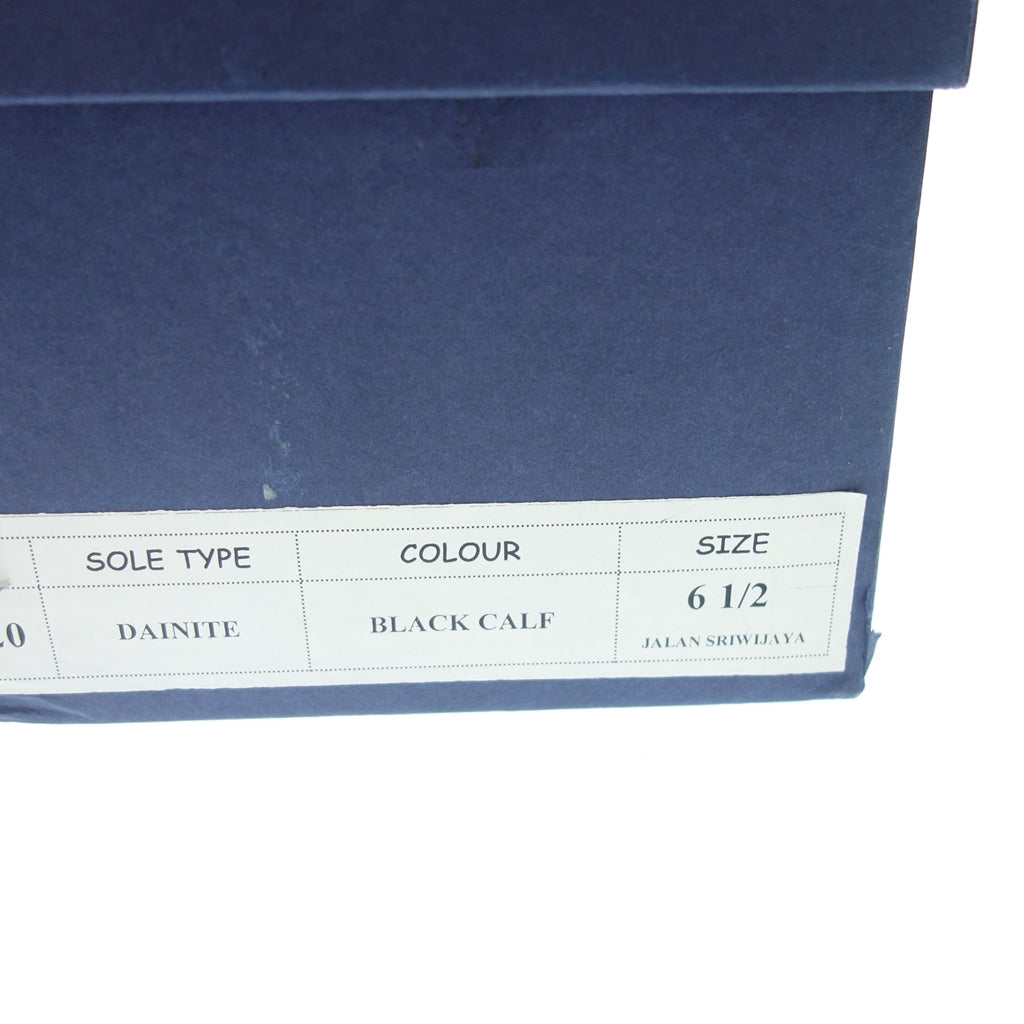 SOLE TYPE COLOUR SIZE
DAINITE BLACK CALF 6 1/2
JALAN SRIWIJAYA